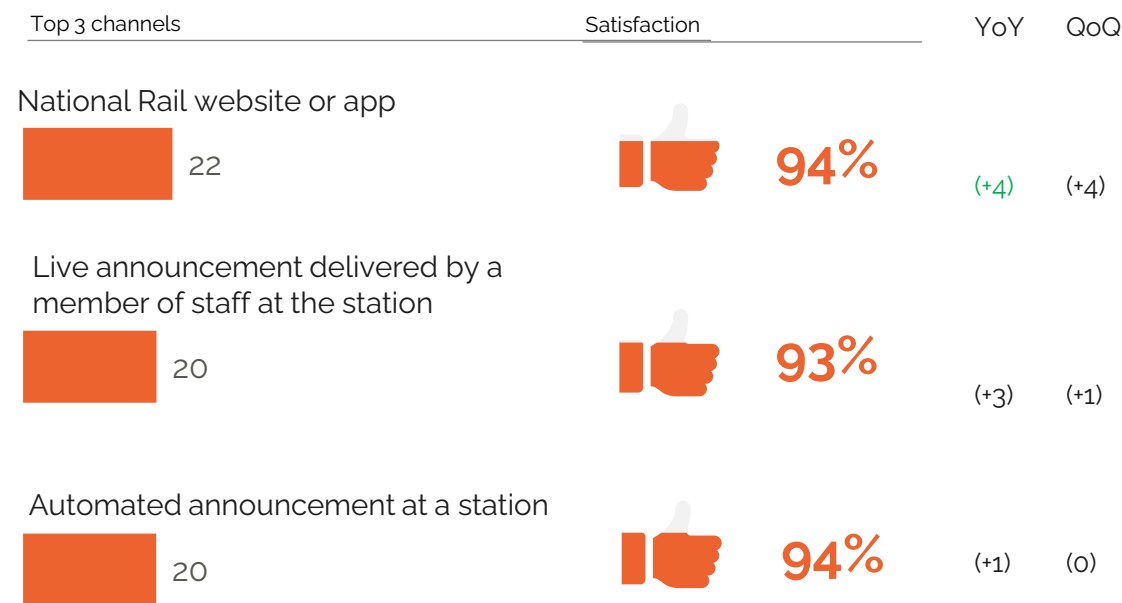 Top 3 channels
Satisfaction
YoY
QoQ
National Rail website or app
22
94%
(+4)
(+4)
Live announcement delivered by a
member of staff at the station
20
93%
(+3)
(+1)
Automated announcement at a station
20
94%
(+1)
(0)